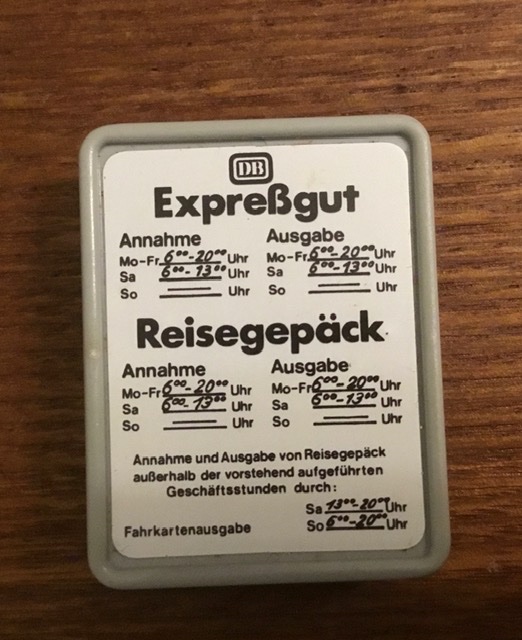 DB
Expreßgut
Annahme Ausgabe
Mo-Fr 6⁰⁰-20⁰⁰ Uhr Mo-Fr 6⁰⁰-20⁰⁰ Uhr
Sa 6⁰⁰-13⁰⁰ Uhr Sa 6⁰⁰-13⁰⁰ Uhr
So — Uhr So — Uhr
Reisegepäck
Annahme Ausgabe
Mo-Fr 6⁰⁰-20⁰⁰ Uhr Mo-Fr 6⁰⁰-20⁰⁰ Uhr
Sa 6⁰⁰-13⁰⁰ Uhr Sa 6⁰⁰-13⁰⁰ Uhr
So — Uhr So — Uhr
Annahme und Ausgabe von Reisegepäck
außerhalb der vorstehend aufgeführten
Geschäftsstunden durch:
Sa 13⁰⁰-20⁰⁰ Uhr
Fahrkartenausgabe So 6⁰⁰-20⁰⁰ Uhr